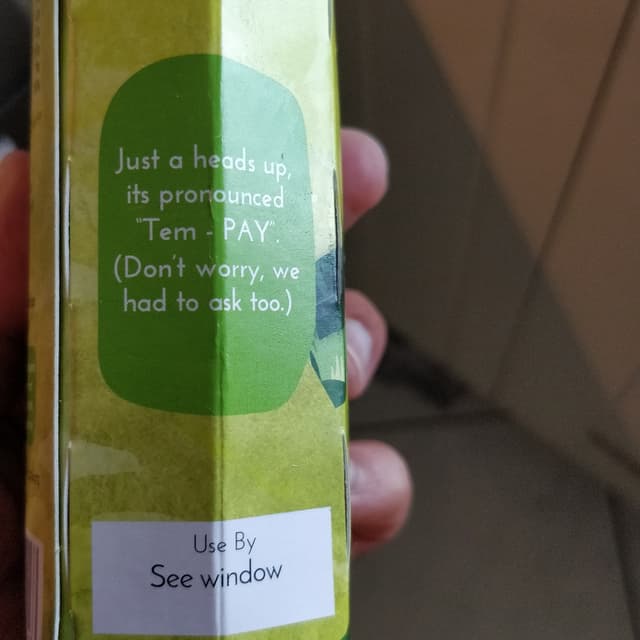 Just a heads up,
its pronounced
"Tem - PAY".
(Don't worry, we
had to ask too.)
Use By
See window